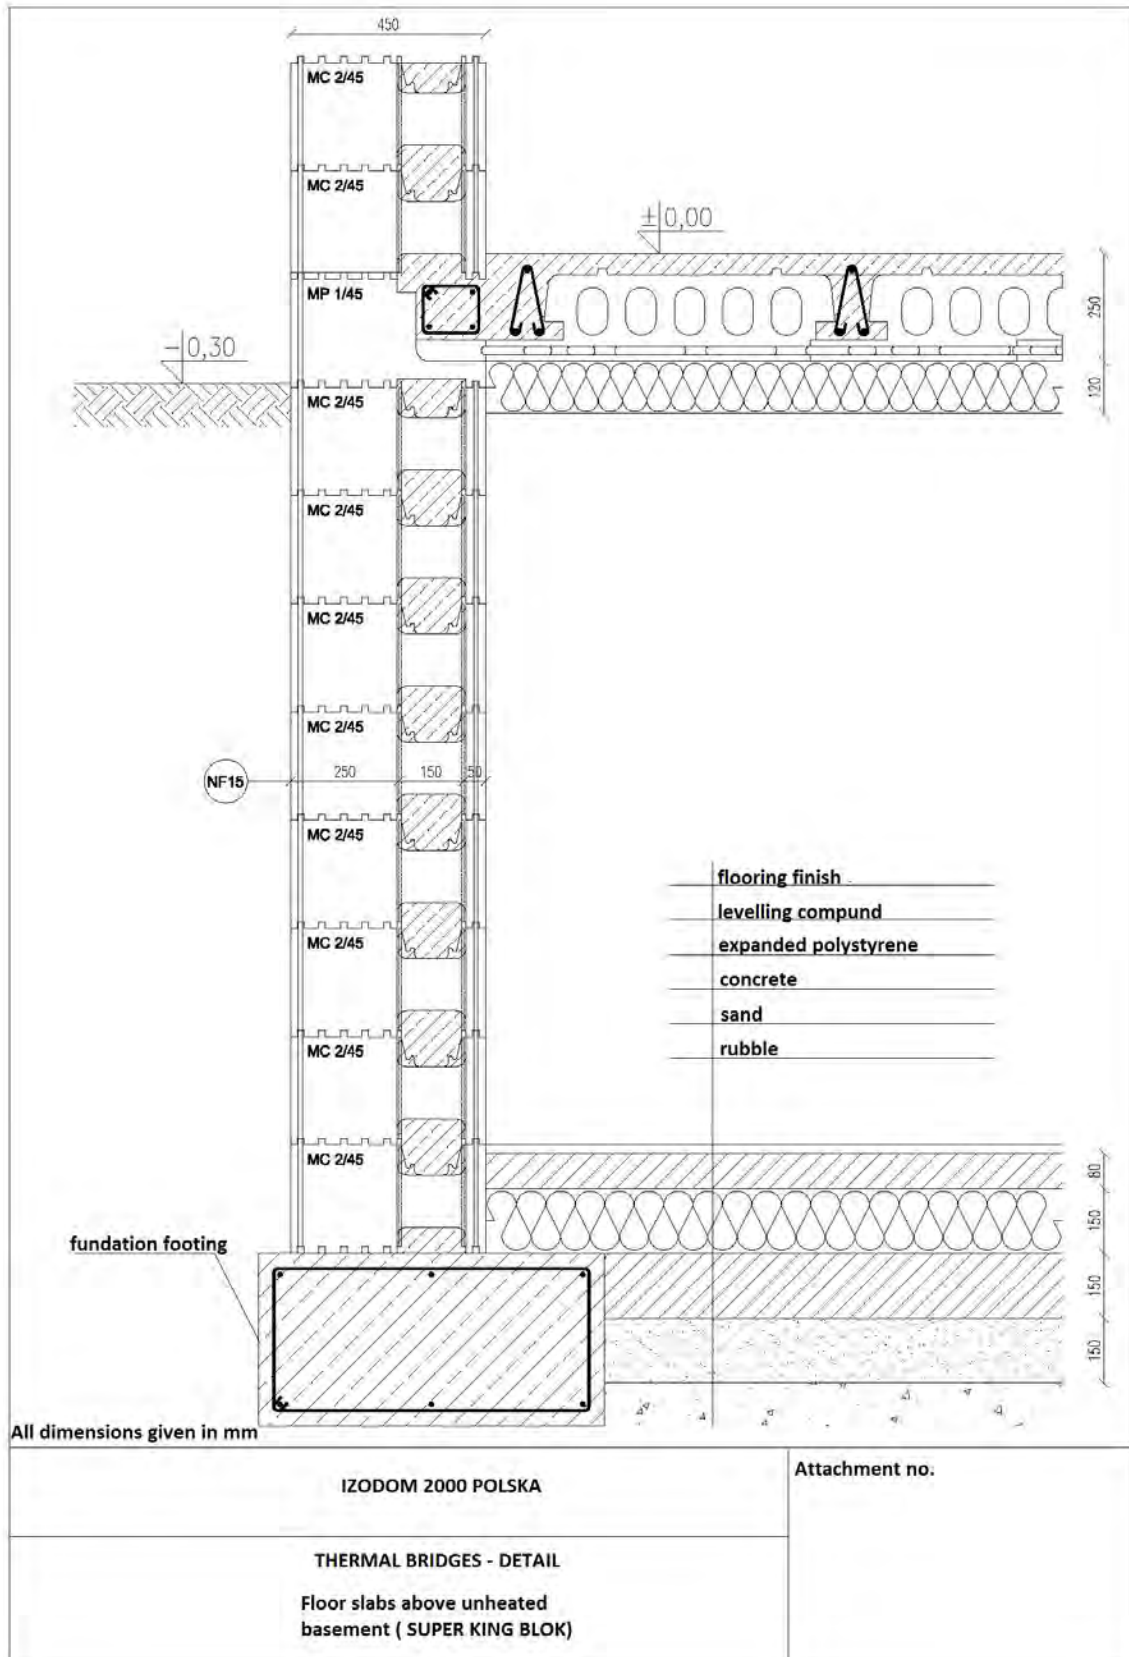 450
MC 2/45
MC 2/45
±0,00
MP 1/45
250
-0,30
120
MC 2/45
MC 2/45
MC 2/45
MC 2/45
NF15
250
150
50
MC 2/45
flooring finish
levelling compund
MC 2/45
expanded polystyrene
concrete
sand
MC 2/45
rubble
MC 2/45
80
150
fundation footing
150
150
All dimensions given in mm
IZODOM 2000 POLSKA
Attachment no.
THERMAL BRIDGES - DETAIL
Floor slabs above unheated
basement ( SUPER KING BLOK)